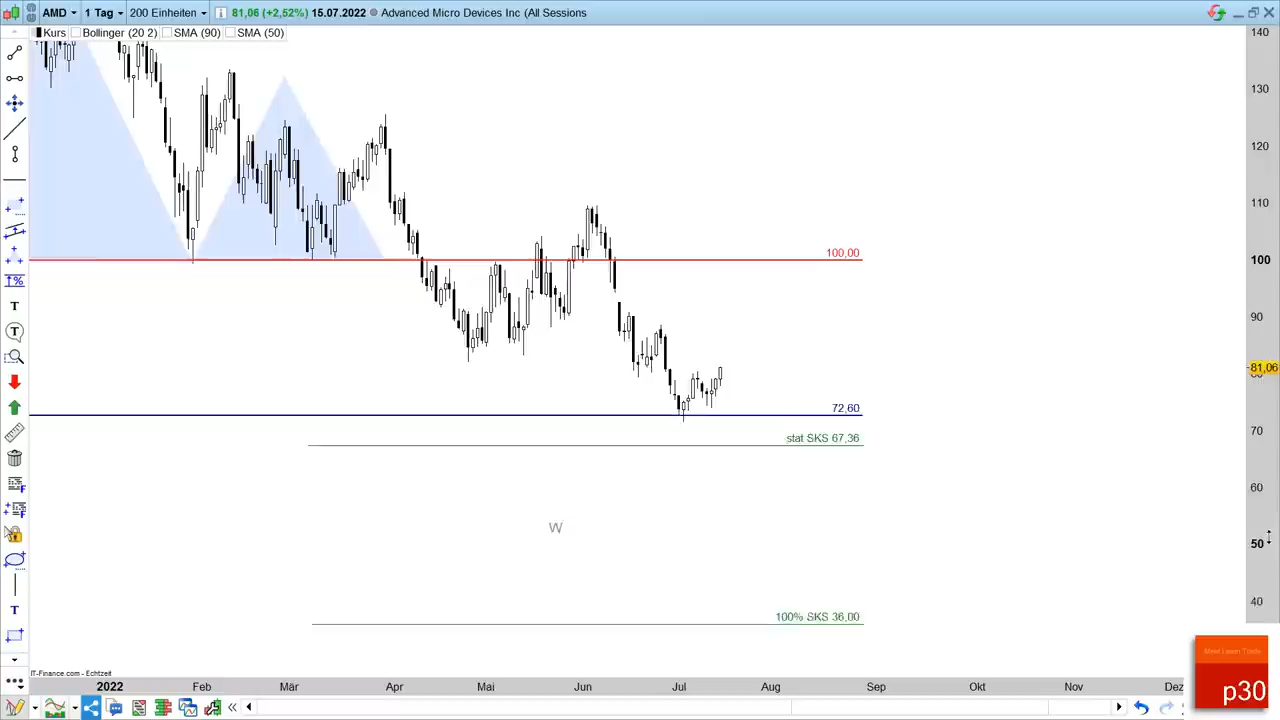 AMD 1 Tag 200 Einheiten 81,06 (+2,52%) 15.07.2022 Advanced Micro Devices Inc (All Sessions
Kurs Bollinger (20 2) SMA (90) SMA (50)
140
130
120
110
100,00
100
90
81,06
72,60
70
stat SKS 67,36
60
W
50
40
100% SKS 36,00
T
T
T
IT-Finance.com - Echtzeit
2022 Feb Mär Apr Mai Jun Jul Aug Sep Okt Nov Dez
Meet Learn Trade
p30